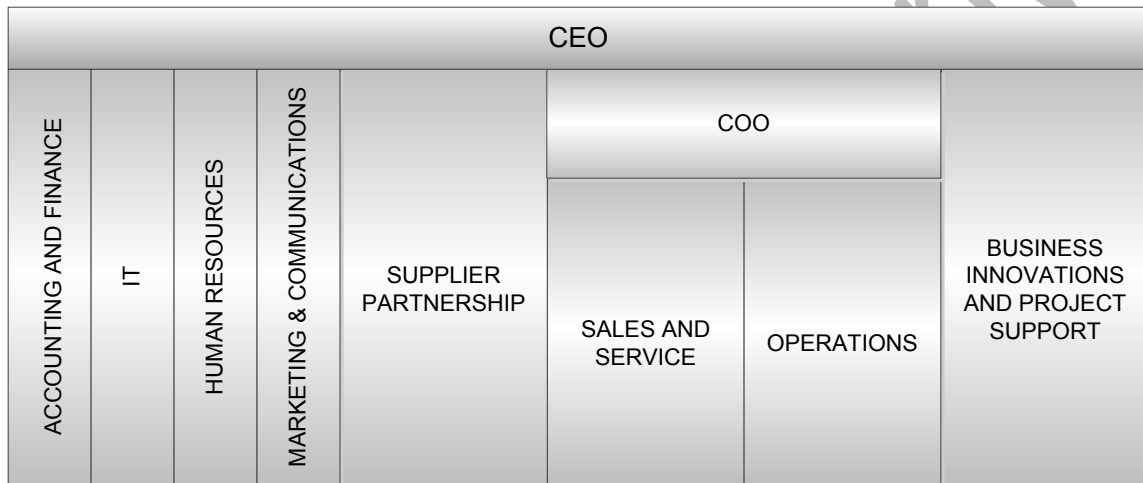 CEO
ACCOUNTING AND FINANCE
IT
HUMAN RESOURCES
MARKETING & COMMUNICATIONS
SUPPLIER
PARTNERSHIP
COO
SALES AND
SERVICE
OPERATIONS
BUSINESS
INNOVATIONS
AND PROJECT
SUPPORT